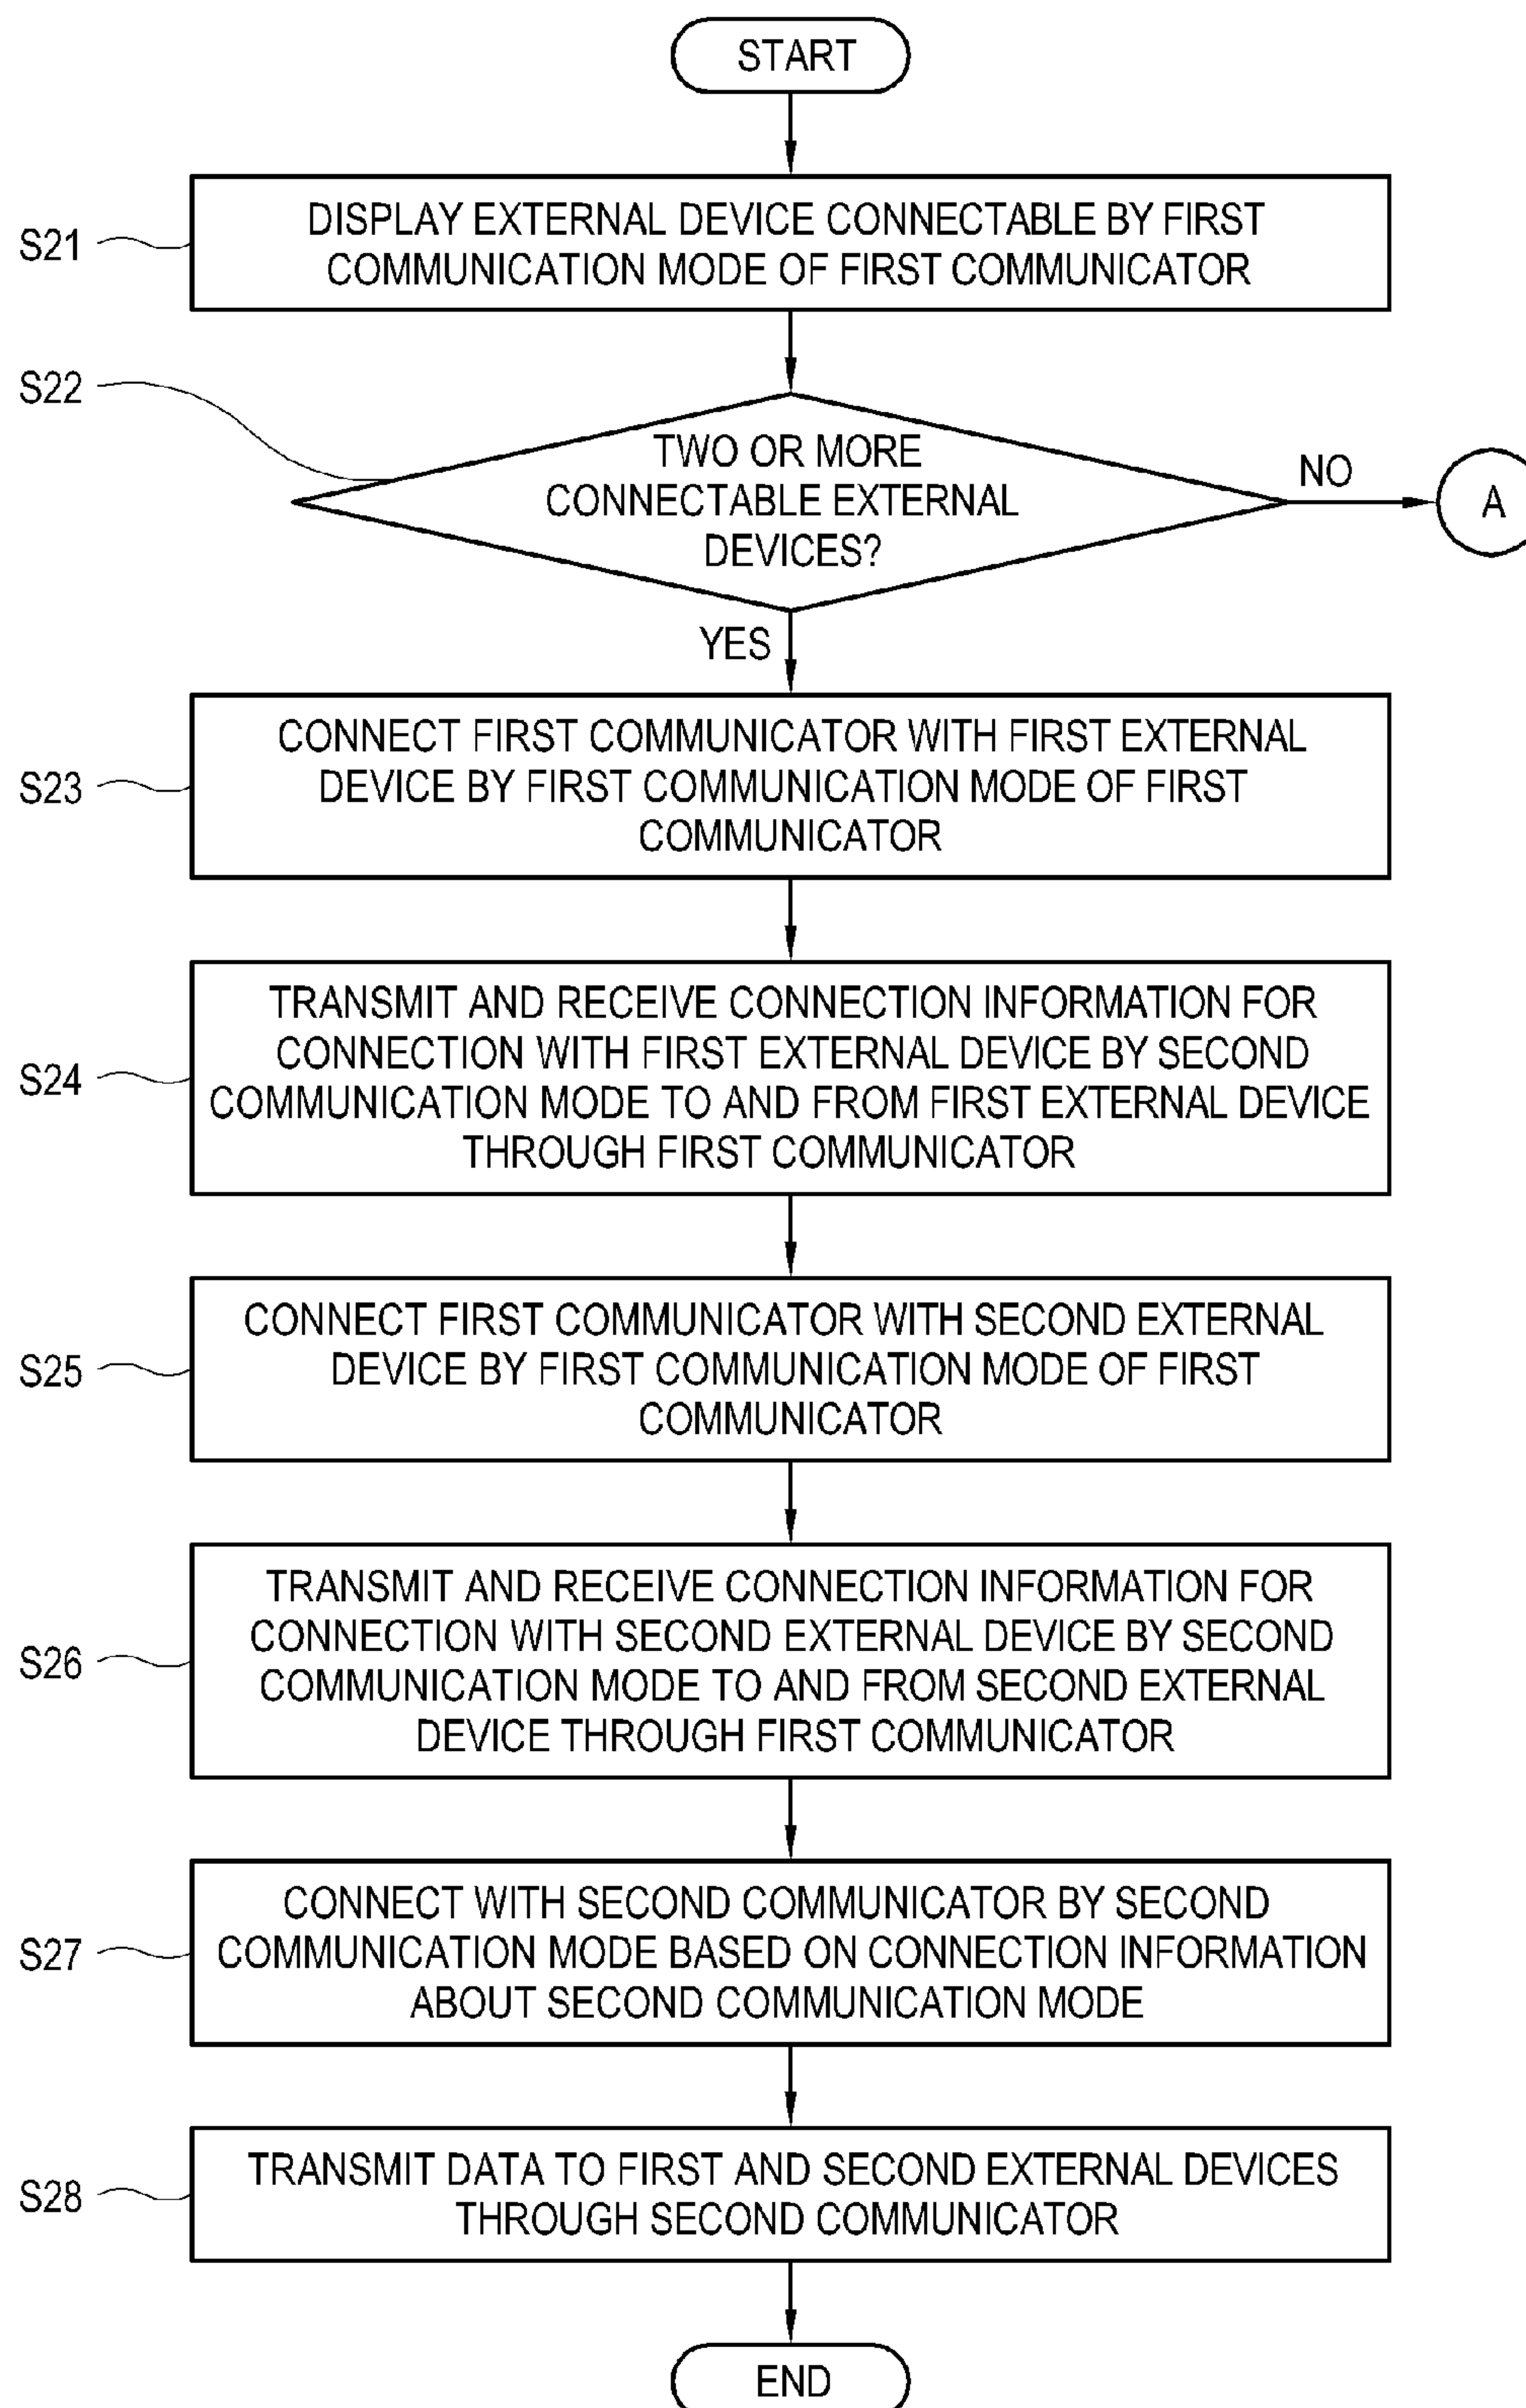 START
S21
DISPLAY EXTERNAL DEVICE CONNECTABLE BY FIRST
COMMUNICATION MODE OF FIRST COMMUNICATOR
S22
TWO OR MORE
CONNECTABLE EXTERNAL
DEVICES?
NO
A
YES
S23
CONNECT FIRST COMMUNICATOR WITH FIRST EXTERNAL
DEVICE BY FIRST COMMUNICATION MODE OF FIRST
COMMUNICATOR
S24
TRANSMIT AND RECEIVE CONNECTION INFORMATION FOR
CONNECTION WITH FIRST EXTERNAL DEVICE BY SECOND
COMMUNICATION MODE TO AND FROM FIRST EXTERNAL DEVICE
THROUGH FIRST COMMUNICATOR
S25
CONNECT FIRST COMMUNICATOR WITH SECOND EXTERNAL
DEVICE BY FIRST COMMUNICATION MODE OF FIRST
COMMUNICATOR
S26
TRANSMIT AND RECEIVE CONNECTION INFORMATION FOR
CONNECTION WITH SECOND EXTERNAL DEVICE BY SECOND
COMMUNICATION MODE TO AND FROM SECOND EXTERNAL
DEVICE THROUGH FIRST COMMUNICATOR
S27
CONNECT WITH SECOND COMMUNICATOR BY SECOND
COMMUNICATION MODE BASED ON CONNECTION INFORMATION
ABOUT SECOND COMMUNICATION MODE
S28
TRANSMIT DATA TO FIRST AND SECOND EXTERNAL DEVICES
THROUGH SECOND COMMUNICATOR
END